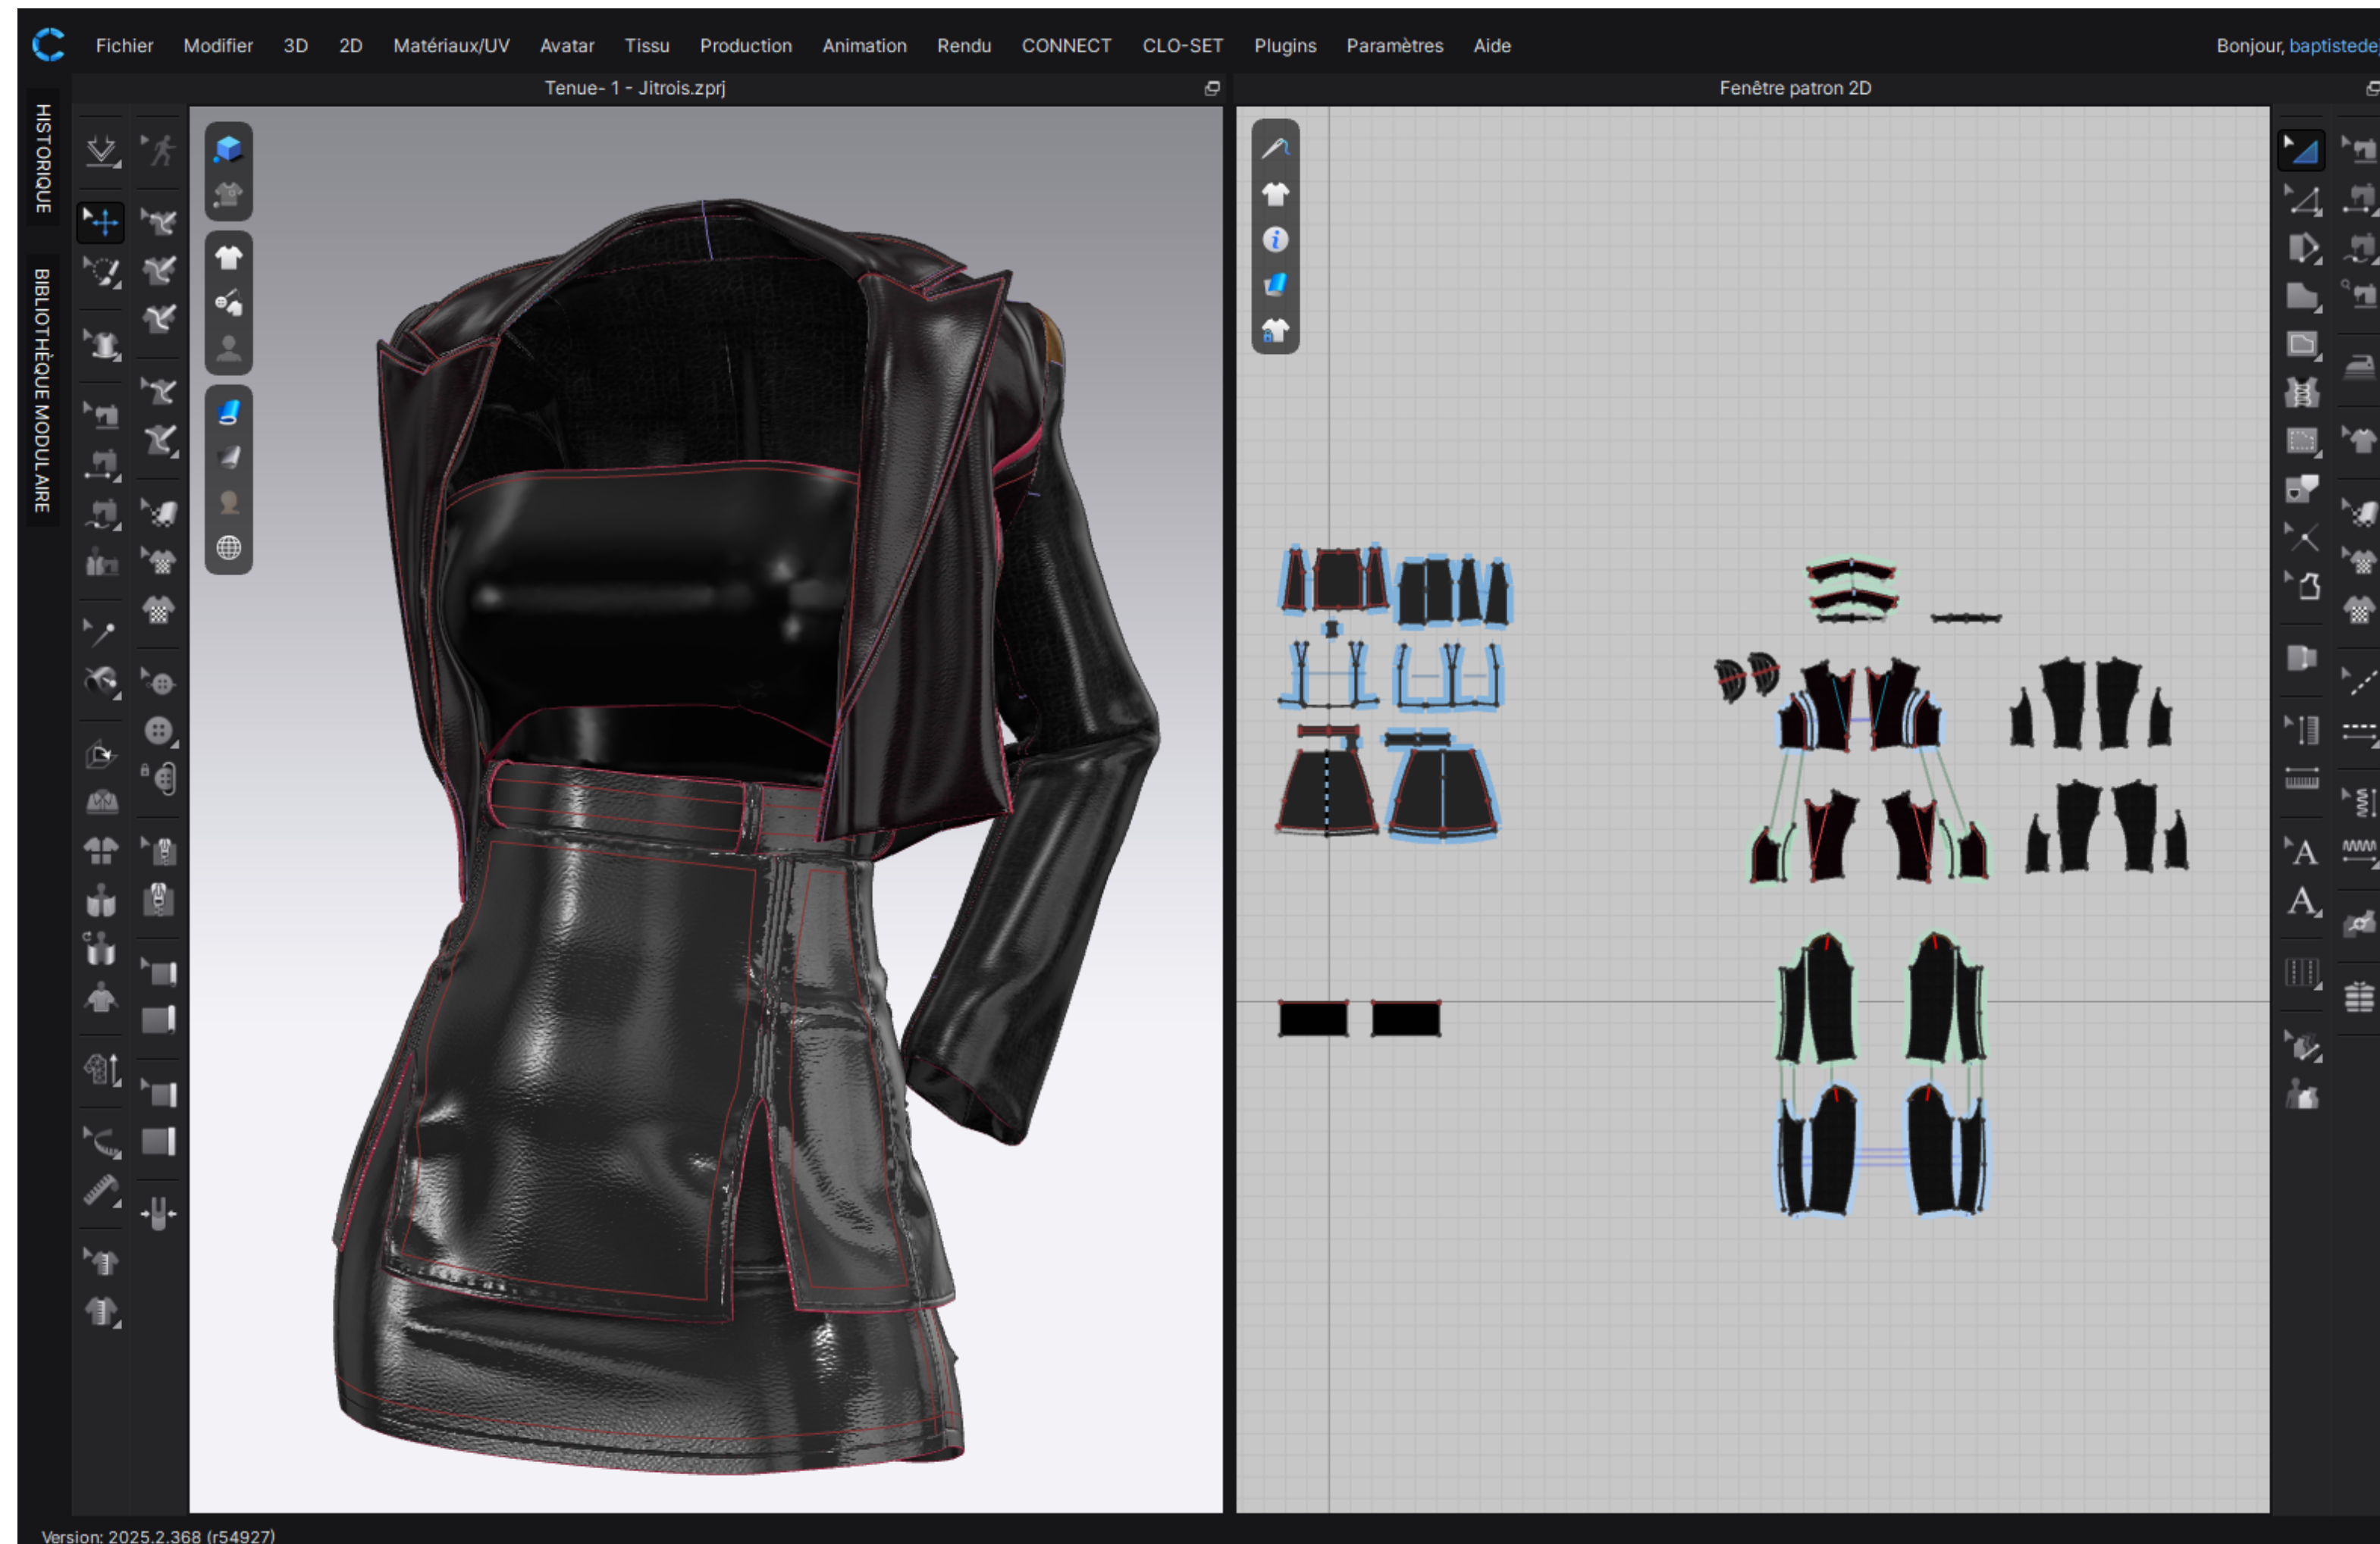 Fichier Modifier 3D 2D Matériaux/UV Avatar Tissu Production Animation Rendu CONNECT CLO-SET Plugins Paramètres Aide Bonjour, baptistede
Tenue- 1 - Jitrois.zprj
Fenêtre patron 2D
HISTORIQUE
BIBLIOTHÈQUE MODULAIRE
A
A
Version: 2025.2.368 (r54927)